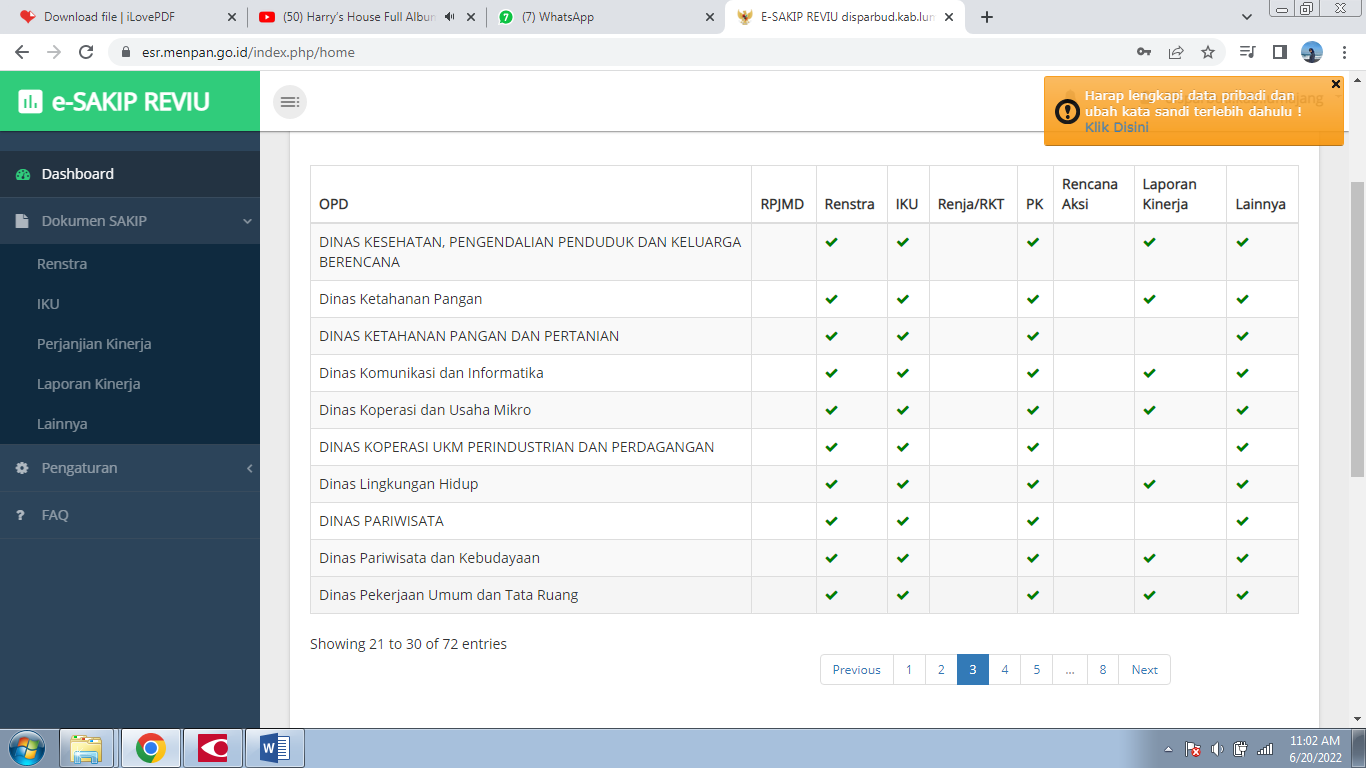 Download file | iLovePDF
(50) Harry's House Full Album
(7) WhatsApp
E-SAKIP REVIU disparbud.kab.lun
esr.menpan.go.id/index.php/home
e-SAKIP REVIU
Harap lengkapi data pribadi dan
ubah kata sandi terlebih dahulu !
Klik Disini
Dashboard
Dokumen SAKIP
Renstra
IKU
Perjanjian Kinerja
Laporan Kinerja
Lainnya
Pengaturan
FAQ
OPD RPJMD Renstra IKU Renja/RKT PK Rencana Aksi Laporan Kinerja Lainnya
DINAS KESEHATAN, PENGENDALIAN PENDUDUK DAN KELUARGA
BERENCANA
Dinas Ketahanan Pangan
DINAS KETAHANAN PANGAN DAN PERTANIAN
Dinas Komunikasi dan Informatika
Dinas Koperasi dan Usaha Mikro
DINAS KOPERASI UKM PERINDUSTRIAN DAN PERDAGANGAN
Dinas Lingkungan Hidup
DINAS PARIWISATA
Dinas Pariwisata dan Kebudayaan
Dinas Pekerjaan Umum dan Tata Ruang
Showing 21 to 30 of 72 entries
Previous 1 2 3 4 5 ... 8 Next
11:02 AM
6/20/2022